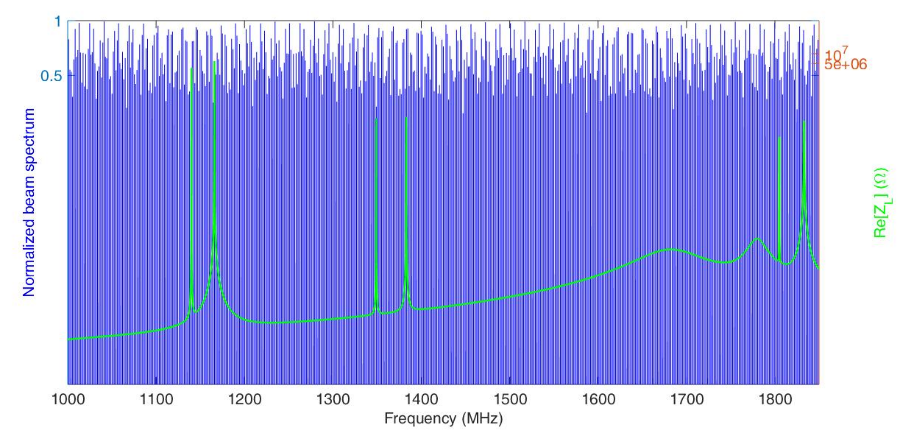 1
0.5
10^7
5e+06
Normalized beam spectrum
Re[Z_L] (Ω)
1000 1100 1200 1300 1400 1500 1600 1700 1800
Frequency (MHz)